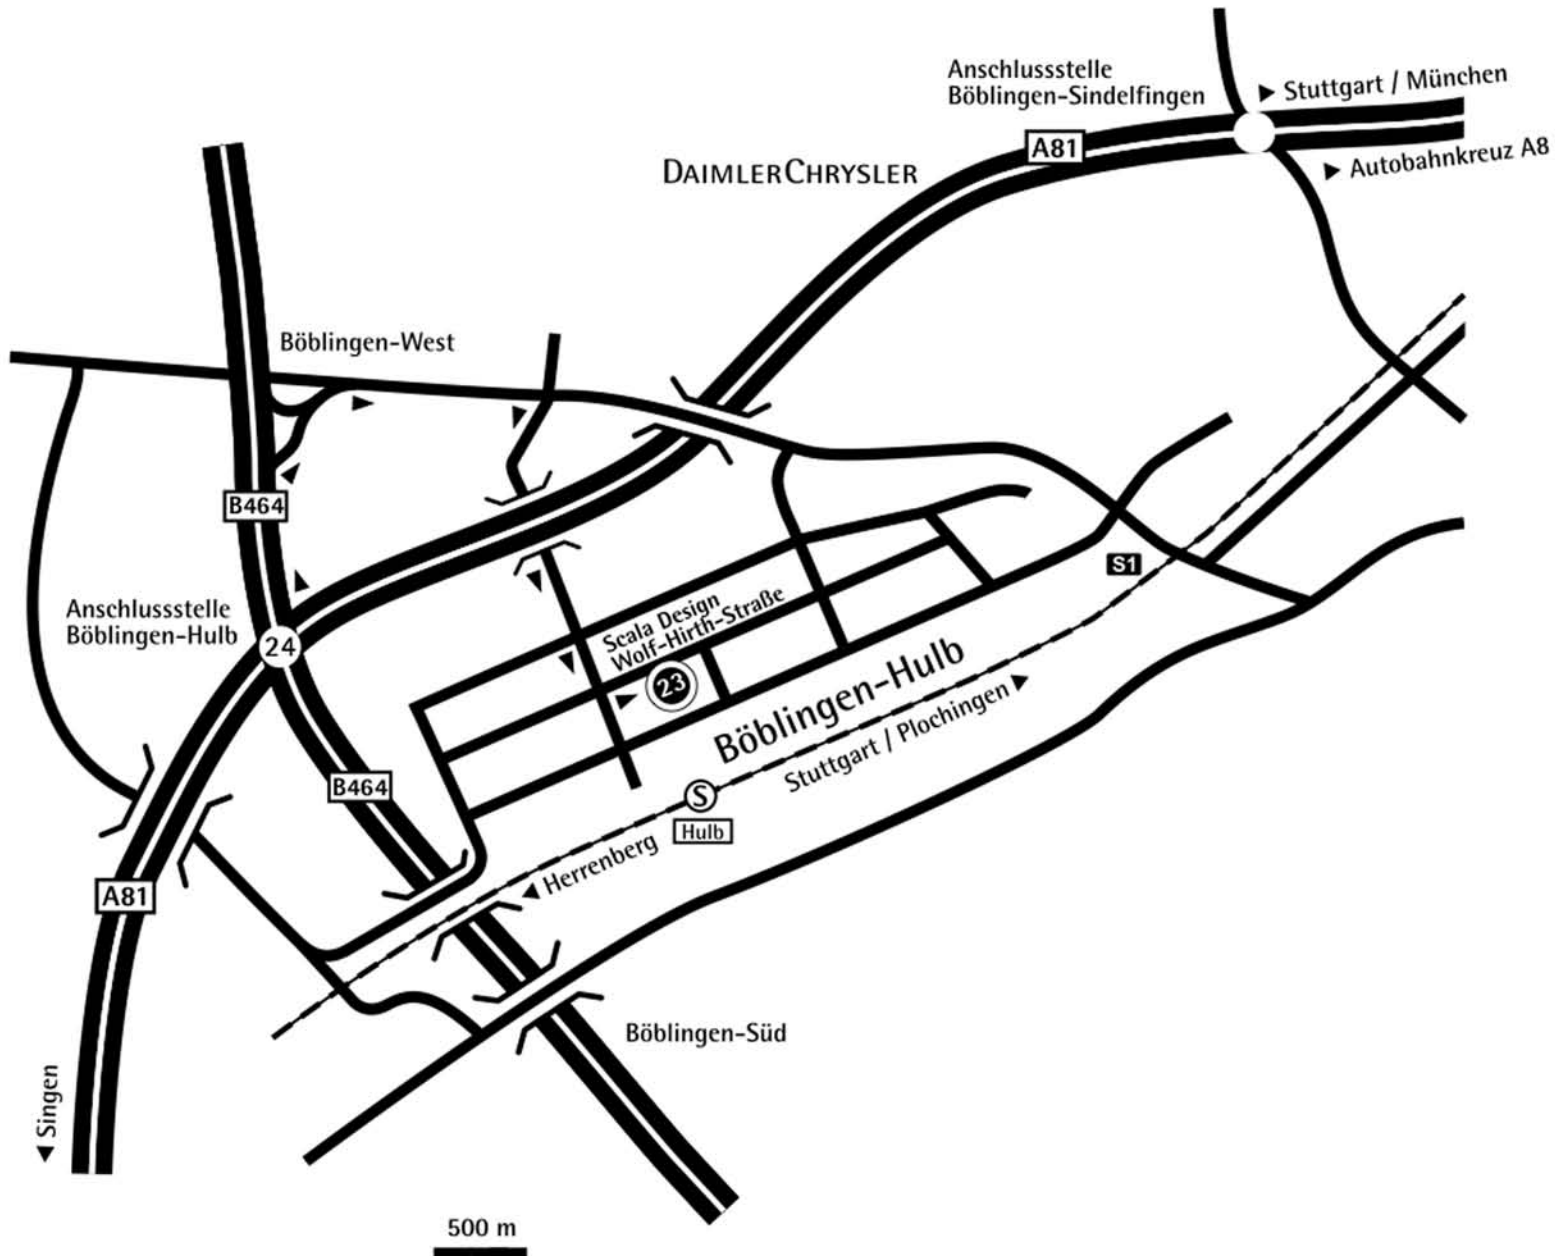 Anschlussstelle
Böblingen-Sindelfingen
Stuttgart / München
A81
Autobahnkreuz A8
DAIMLERCHRYSLER
Böblingen-West
B464
S1
Anschlussstelle
Böblingen-Hulb
24
Scala Design
Wolf-Hirth-Straße
23
Böblingen-Hulb
Stuttgart / Plochingen
B464
S
Hulb
Herrenberg
A81
Böblingen-Süd
Singen
500 m